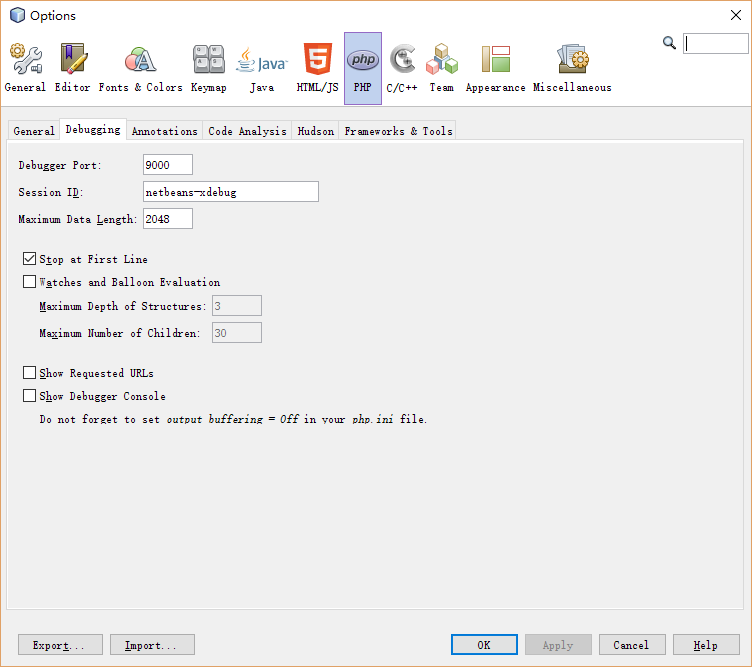 Options
General Editor Fonts & Colors Keymap Java HTML/JS PHP C/C++ Team Appearance Miscellaneous
General Debugging Annotations Code Analysis Hudson Frameworks & Tools
Debugger Port: 9000
Session ID: netbeans-xdebug
Maximum Data Length: 2048
Stop at First Line
Watches and Balloon Evaluation
Maximum Depth of Structures: 3
Maximum Number of Children: 30
Show Requested URLs
Show Debugger Console
Do not forget to set output_buffering = Off in your php.ini file.
Export... Import... OK Apply Cancel Help